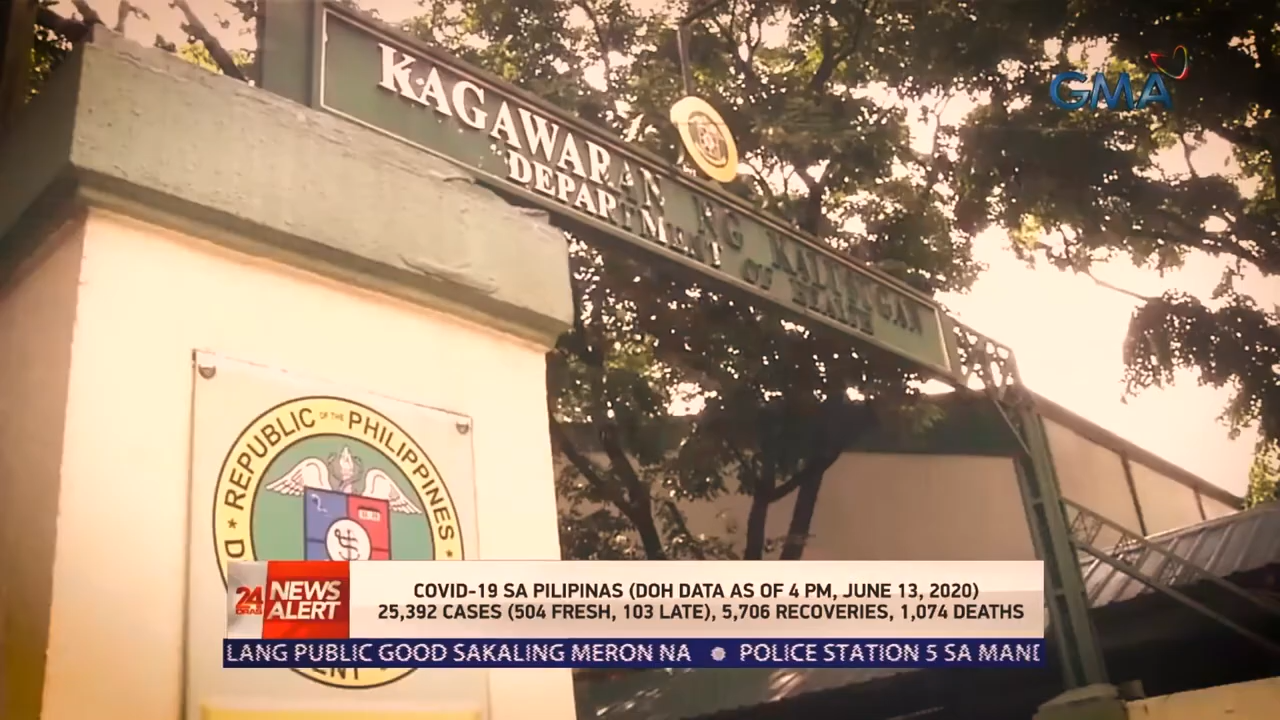 GMA
KAGAWARAN NG KALUSUGAN
DEPARTMENT OF HEALTH
REPUBLIC OF THE PHILIPPINES
24 ORAS
NEWS
ALERT
COVID-19 SA PILIPINAS (DOH DATA AS OF 4 PM, JUNE 13, 2020)
25,392 CASES (504 FRESH, 103 LATE), 5,706 RECOVERIES, 1,074 DEATHS
LANG PUBLIC GOOD SAKALING MERON NA ● POLICE STATION 5 SA MAND